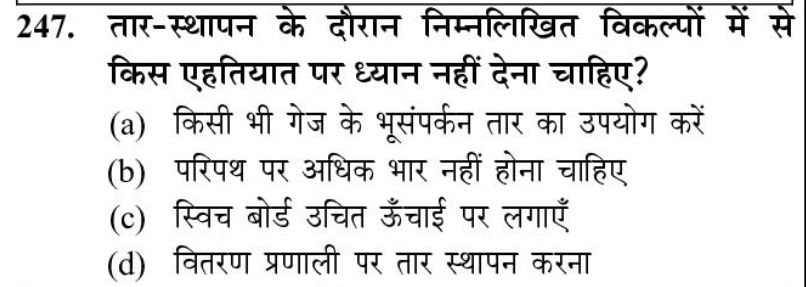 247. तार-स्थापन के दौरान निम्नलिखित विकल्पों में से
किस एहतियात पर ध्यान नहीं देना चाहिए?
(a) किसी भी गेज के भूसंपर्कन तार का उपयोग करें
(b) परिपथ पर अधिक भार नहीं होना चाहिए
(c) स्विच बोर्ड उचित ऊँचाई पर लगाएँ
(d) वितरण प्रणाली पर तार स्थापन करना